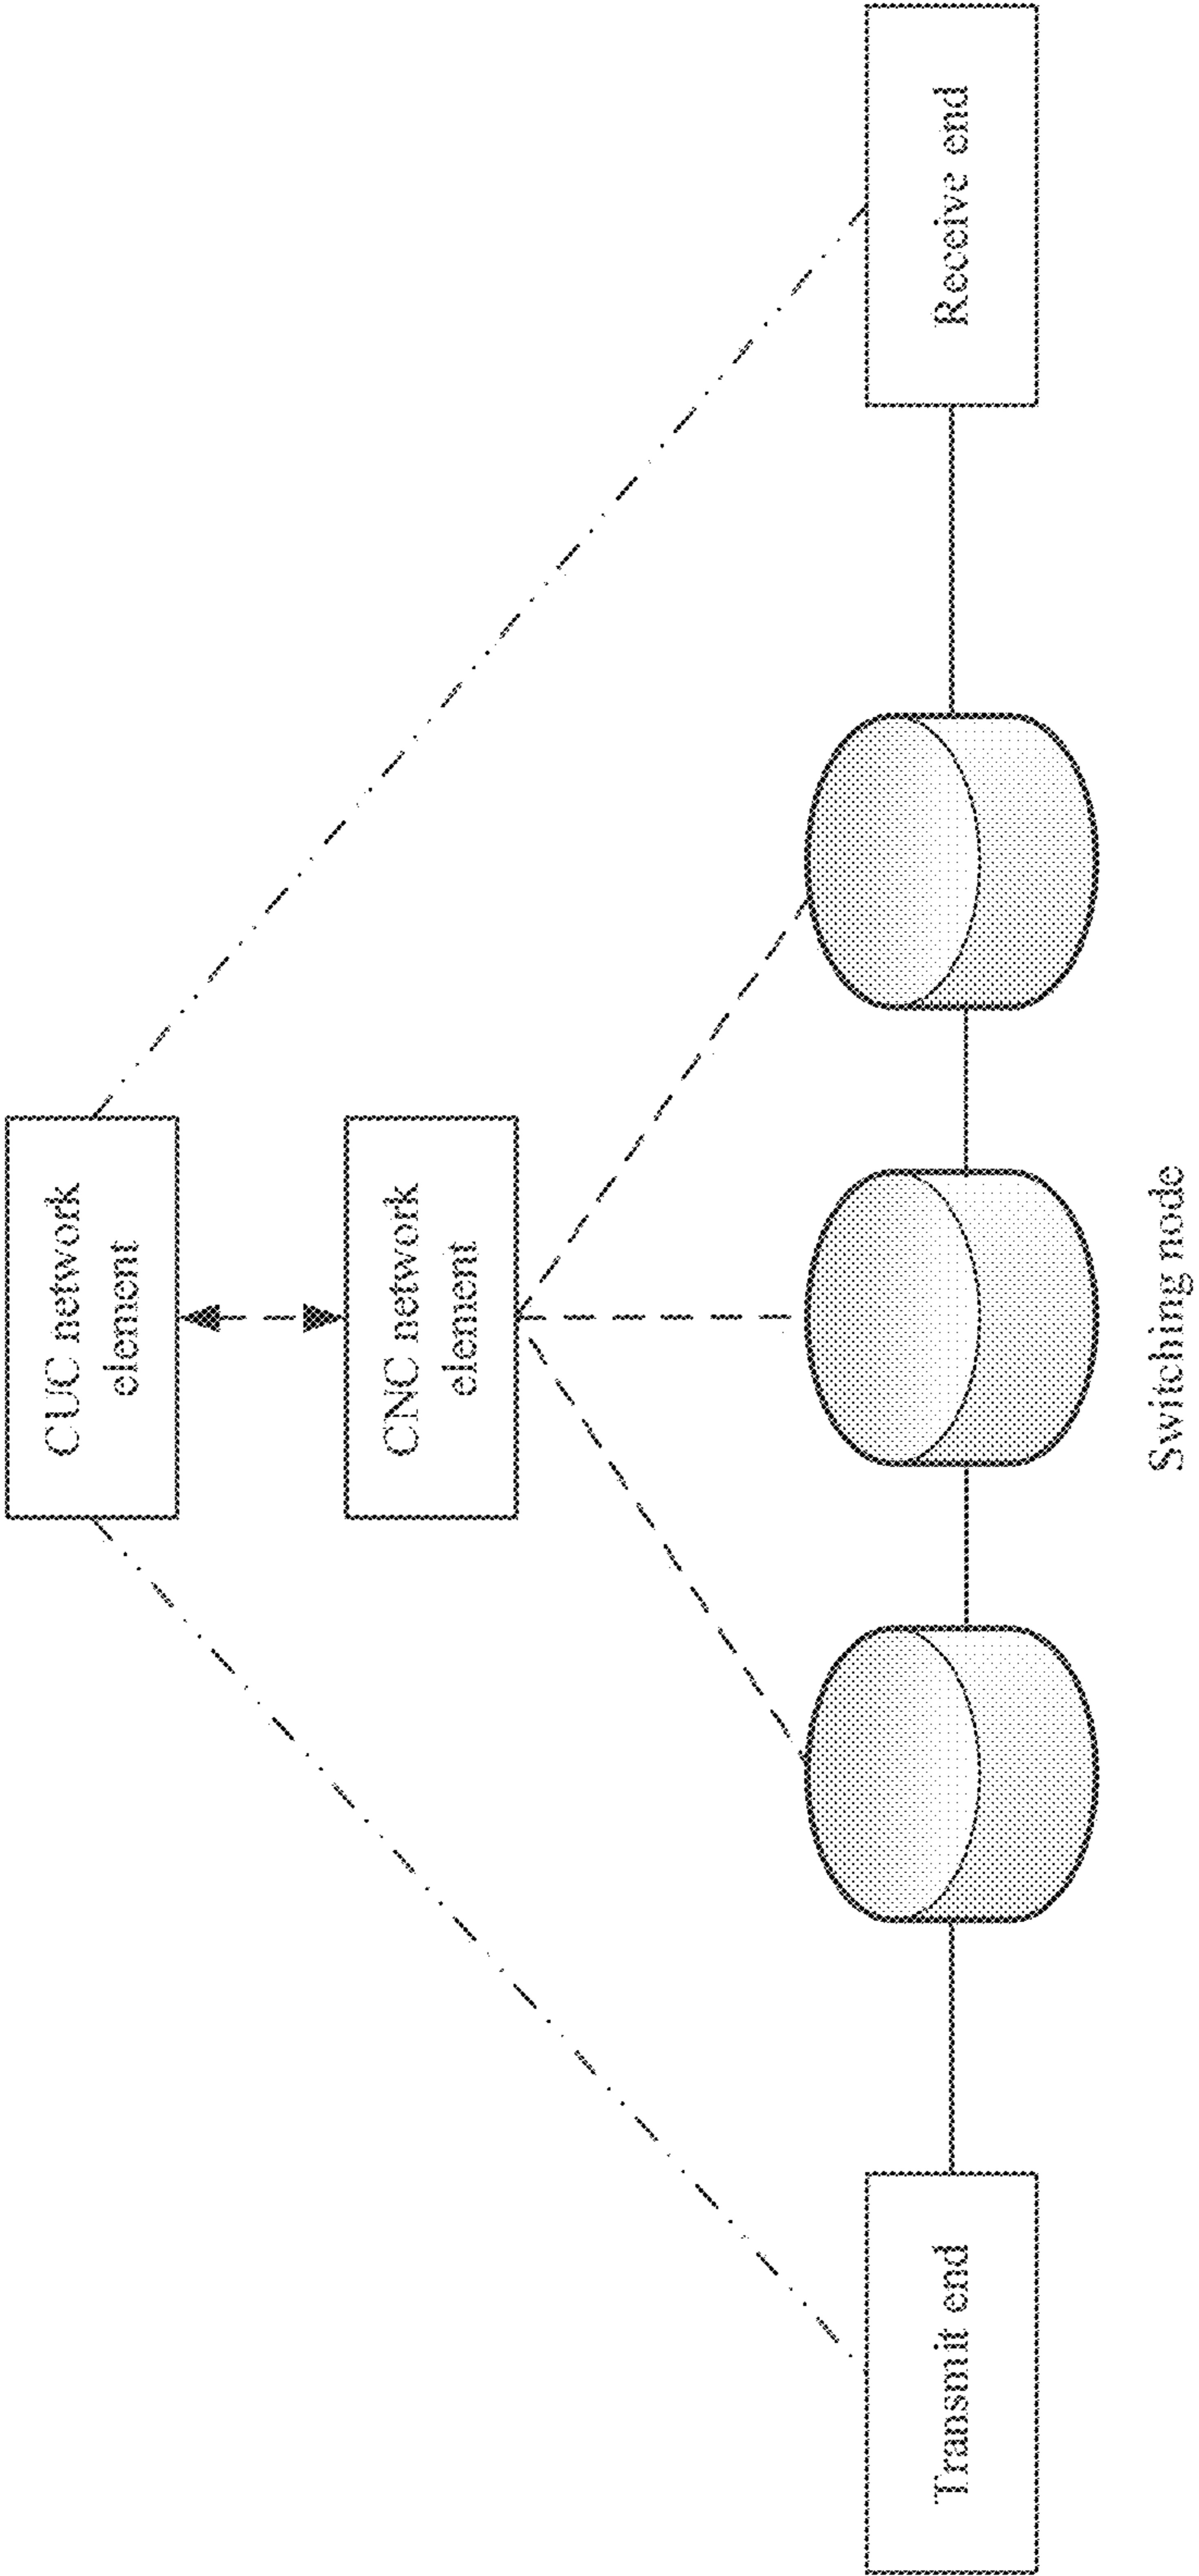 CUC network
element
CNC network
element
Transmit end
Receive end
Switching node